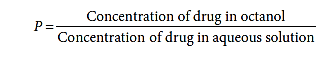 P = Concentration of drug in octanol
Concentration of drug in aqueous solution